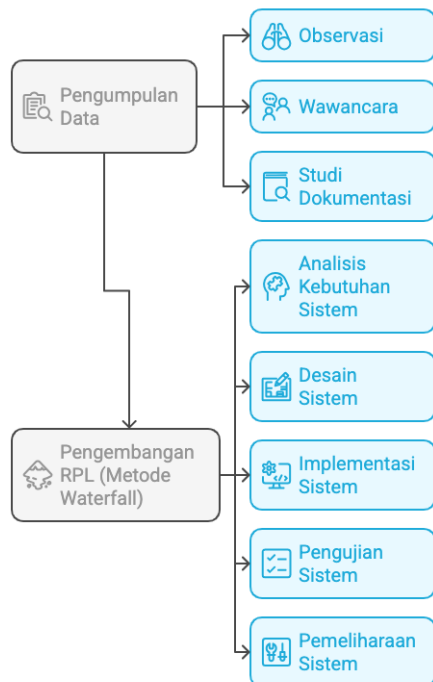 Observasi
Pengumpulan
Data
Wawancara
Studi
Dokumentasi
Analisis
Kebutuhan
Sistem
Desain
Sistem
Pengembangan
RPL (Metode
Waterfall)
Implementasi
Sistem
Pengujian
Sistem
Pemeliharaan
Sistem